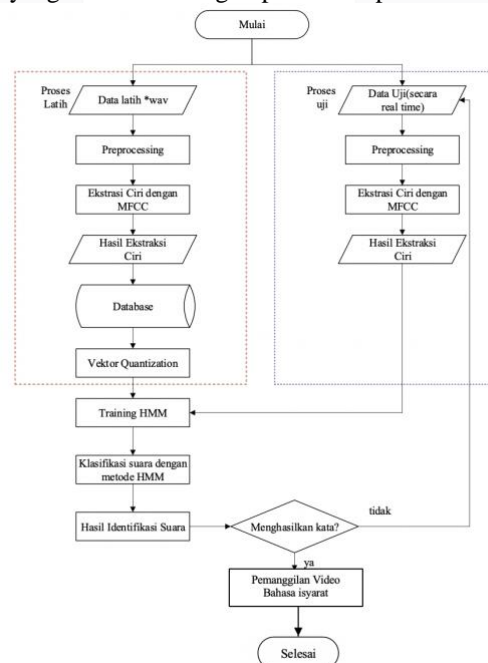 Mulai
Proses
Latih
Data latih *wav
Preprocessing
Ekstrasi Ciri dengan
MFCC
Hasil Ekstraksi
Ciri
Database
Vektor Quantization
Proses
uji
Data Uji(secara
real time)
Preprocessing
Ekstrasi Ciri dengan
MFCC
Hasil Ekstraksi
Ciri
Training HMM
Klasifikasi suara dengan
metode HMM
Hasil Identifikasi Suara
Menghasilkan kata?
tidak
ya
Pemanggilan Video
Bahasa isyarat
Selesai